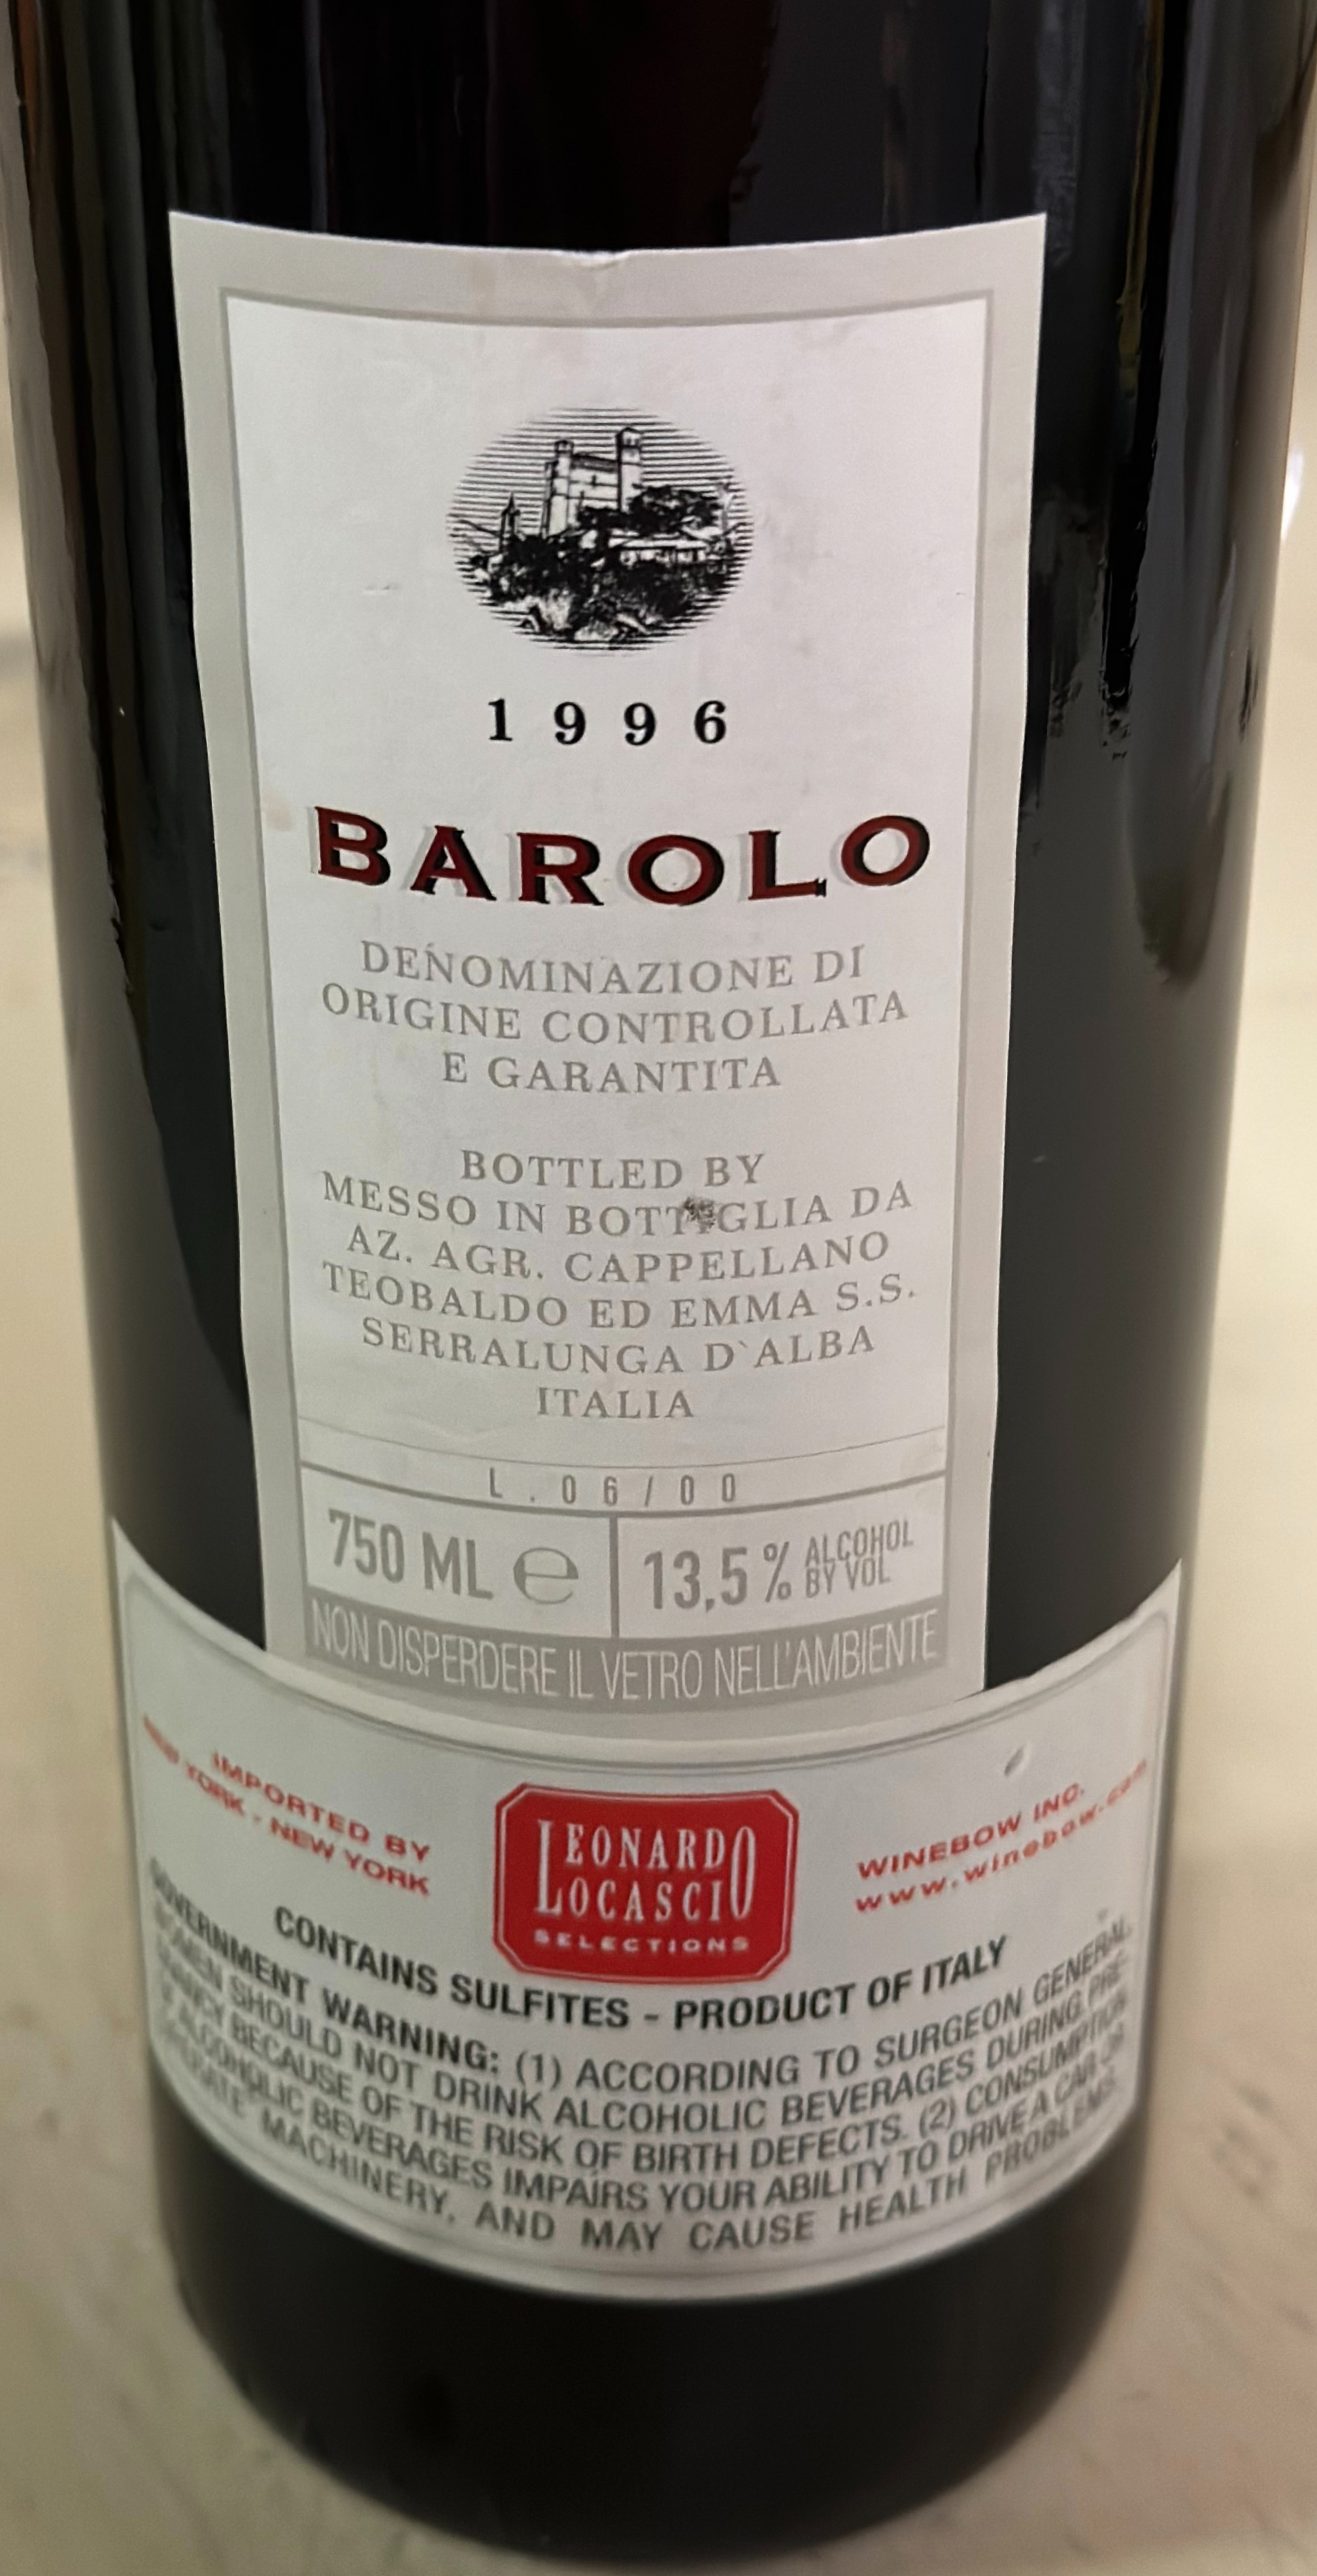 1996
BAROLO
DENOMINAZIONE DI
ORIGINE CONTROLLATA
E GARANTITA
BOTTLED BY
MESSO IN BOTTIGLIA DA
AZ. AGR. CAPPELLANO
TEOBALDO ED EMMA S.S.
SERRALUNGA D`ALBA
ITALIA
L.06/00
750 ML e
13,5% ALCOHOL
BY VOL
NON DISPERDERE IL VETRO NELL'AMBIENTE
IMPORTED BY
NEW YORK - NEW YORK
LEONARDO
LOCASCIO
SELECTIONS
WINEBOW INC.
www.winebow.com
CONTAINS SULFITES - PRODUCT OF ITALY
GOVERNMENT WARNING: (1) ACCORDING TO SURGEON GENERAL,
WOMEN SHOULD NOT DRINK ALCOHOLIC BEVERAGES DURING PRE-
GNANCY BECAUSE OF THE RISK OF BIRTH DEFECTS. (2) CONSUMPTION
OF ALCOHOLIC BEVERAGES IMPAIRS YOUR ABILITY TO DRIVE A CAR OR
OPERATE MACHINERY, AND MAY CAUSE HEALTH PROBLEMS.